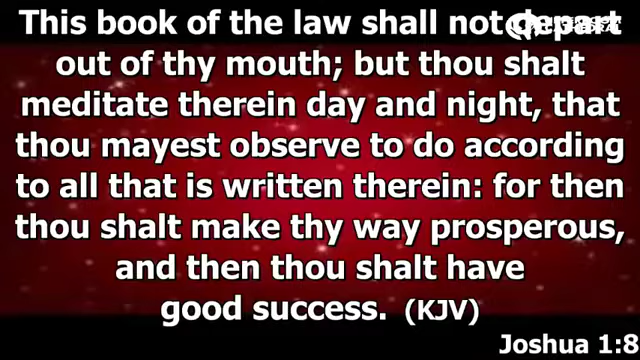 This book of the law shall not depart
out of thy mouth; but thou shalt
meditate therein day and night, that
thou mayest observe to do according
to all that is written therein: for then
thou shalt make thy way prosperous,
and then thou shalt have
good success. (KJV)
Joshua 1:8